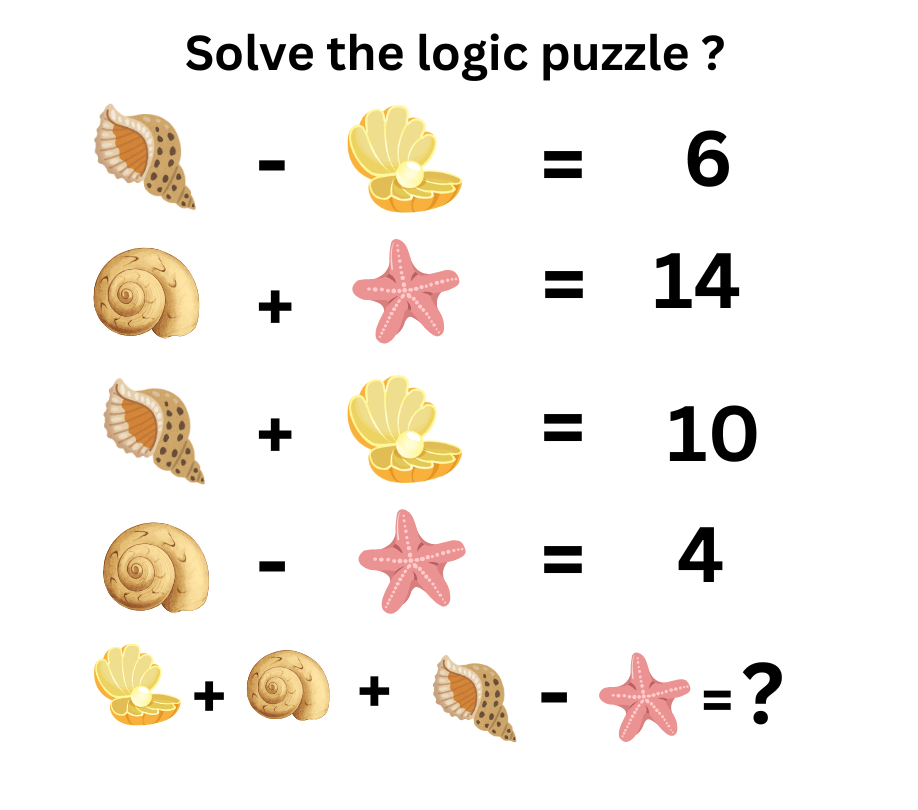 Solve the logic puzzle ?
- = 6
+ = 14
+ = 10
- = 4
+ + - = ?